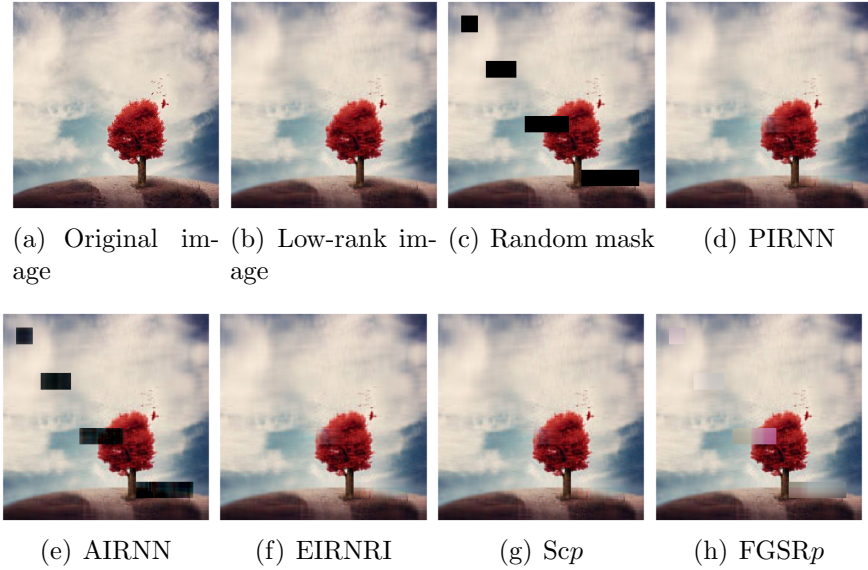 (a) Original im-
age
(b) Low-rank im-
age
(c) Random mask
(d) PIRNN
(e) AIRNN
(f) EIRNRI
(g) Scp
(h) FGSRp